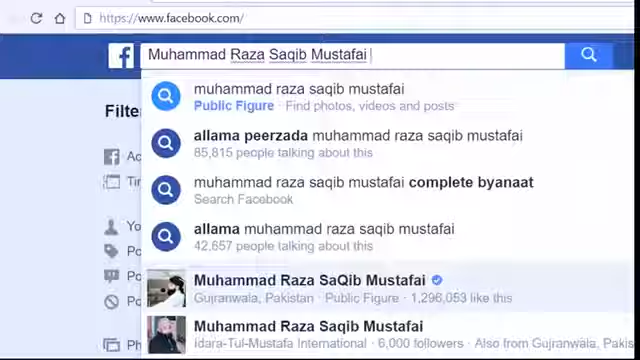 https://www.facebook.com/
f Muhammad Raza Saqib Mustafai
muhammad raza saqib mustafai
Public Figure · Find photos, videos and posts
Filte
allama peerzada muhammad raza saqib mustafai
85,815 people talking about this
Ac
Tir
muhammad raza saqib mustafai complete byanaat
Search Facebook
Yo
allama muhammad raza saqib mustafai
42,657 people talking about this
Po
Po
Muhammad Raza SaQib Mustafai
Gujranwala, Pakistan · Public Figure · 1,296,053 like this
Po
Muhammad Raza Saqib Mustafai
Idara-Tul-Mustafa International · 6,000 followers · Also from Gujranwala, Pakis
Ph